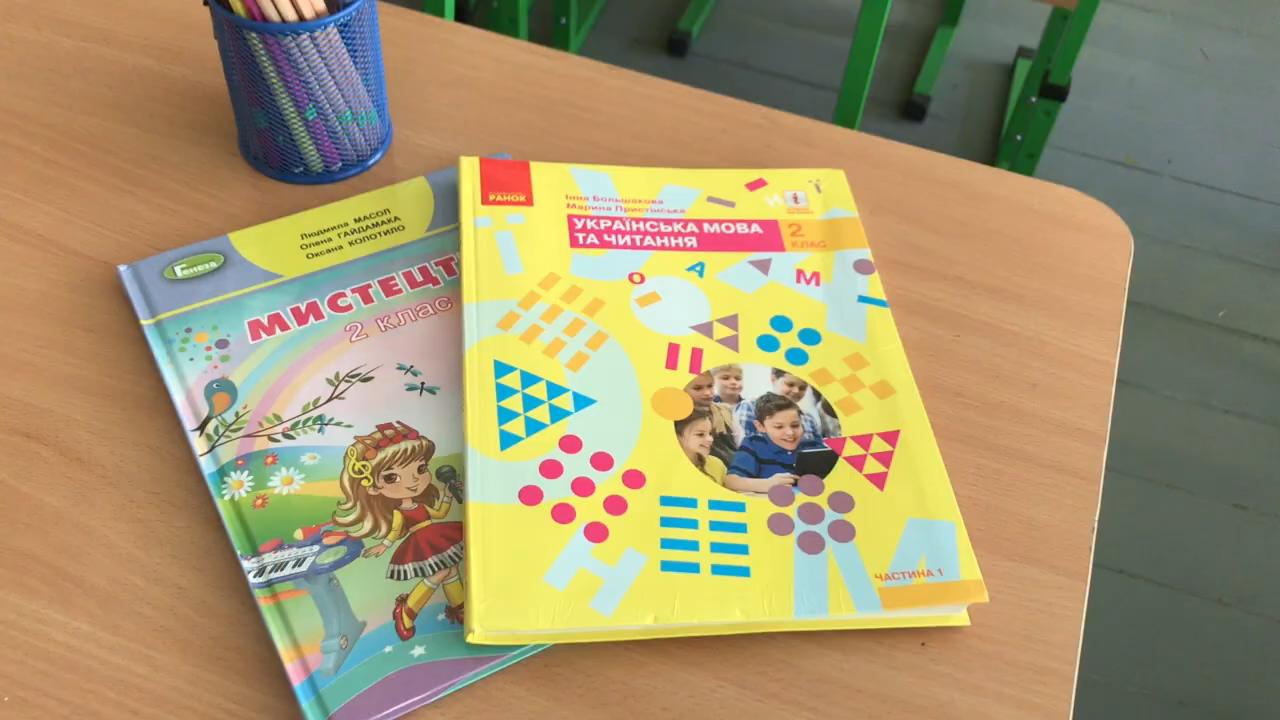 Людмила МАСОЛ
Олена ГАЙДАМАКА
Оксана КОЛОТИЛО
Генеза
МИСТЕЦТ
2 клас
РАНОК
Інна Большакова
Марина Пристінська
УКРАЇНСЬКА МОВА
ТА ЧИТАННЯ
2
КЛАС
О А М
ЧАСТИНА 1